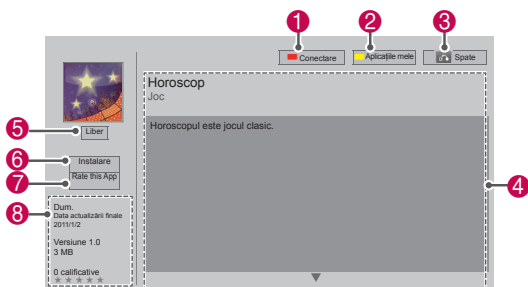 1
2
3
Conectare
Aplicațiile mele
Spate
Horoscop
Joc
Horoscopul este jocul clasic.
5
Liber
6
Instalare
7
Rate this App
4
8
Dum.
Data actualizării finale
2011/1/2
Versiune 1.0
3 MB
0 calificative